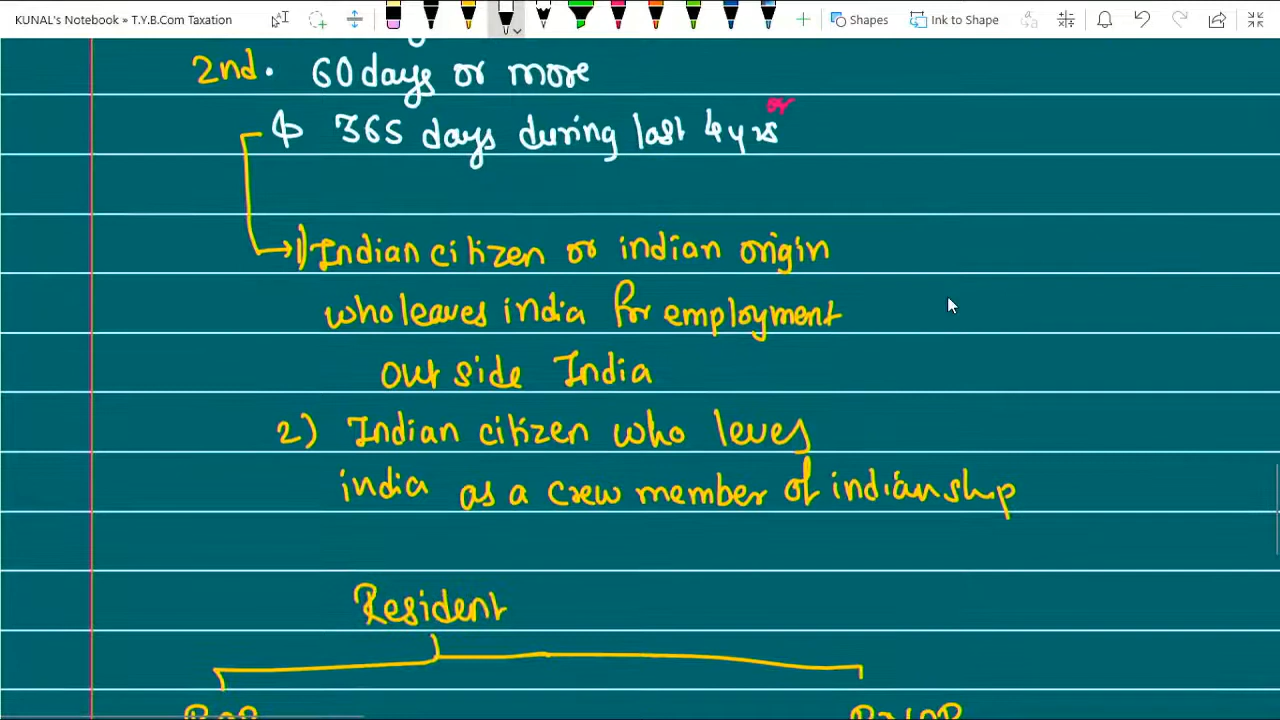 KUNAL's Notebook » T.Y.B.Com Taxation
Shapes
Ink to Shape
2nd. 60 days or more
& 365 days during last 4 yrs or
1) Indian citizen or indian origin
who leaves india for employment
out side India
2) Indian citizen who leves
india as a crew member of indian ship
Resident